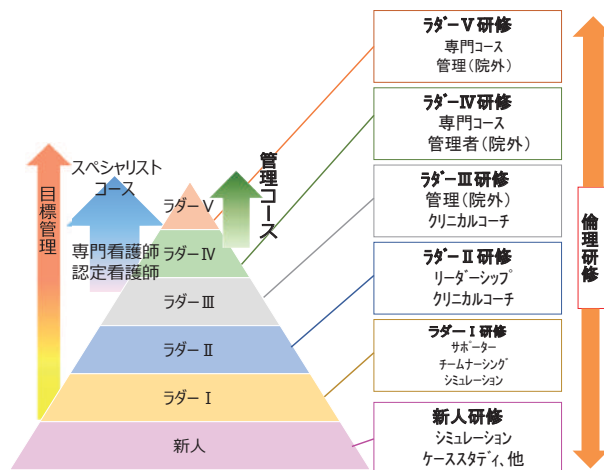 目標管理
スペシャリスト
コース
専門看護師
認定看護師
管理コース
ラダーⅤ
ラダーⅣ
ラダーⅢ
ラダーⅡ
ラダーⅠ
新人
ラダーⅤ研修
専門コース
管理(院外)
ラダーⅣ研修
専門コース
管理者(院外)
ラダーⅢ研修
管理(院外)
クリニカルコーチ
ラダーⅡ研修
リーダーシップ
クリニカルコーチ
ラダーⅠ研修
サポーター
チームナーシング
シミュレーション
新人研修
シミュレーション
ケーススタディ、他
倫理研修